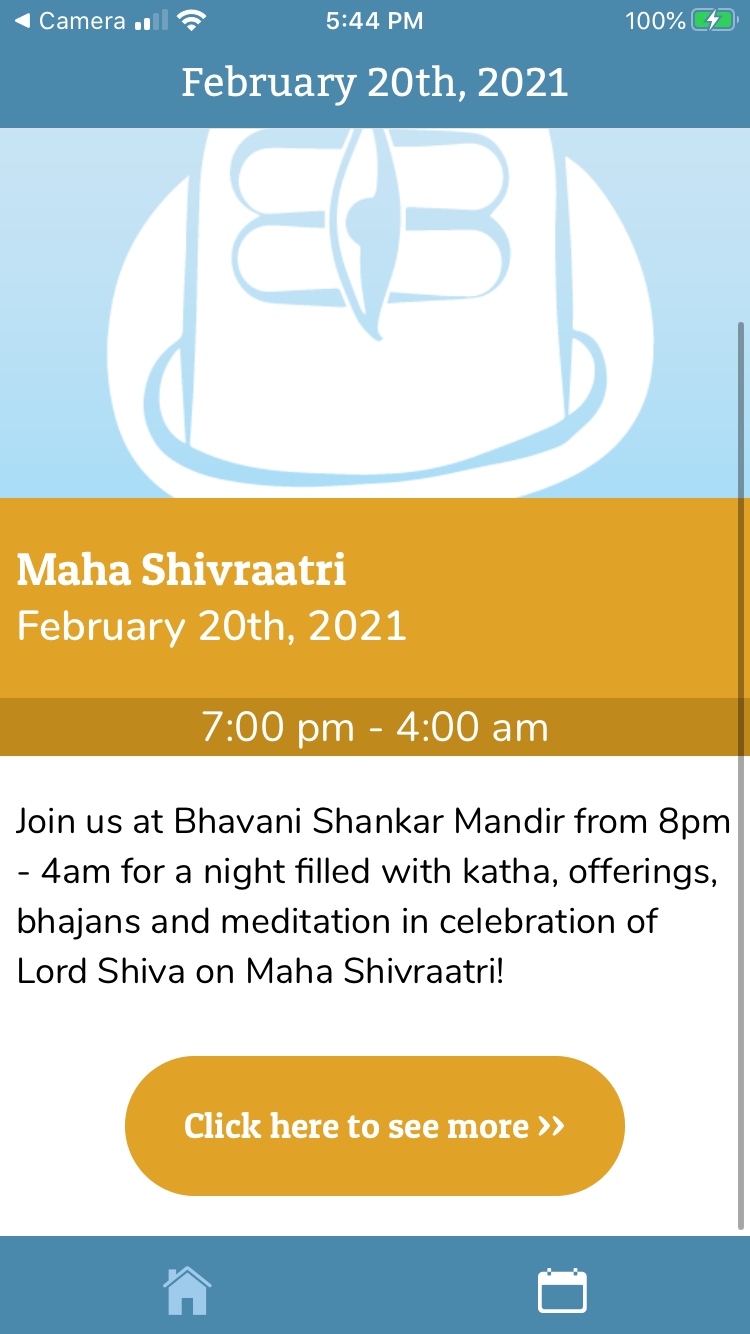 ◀ Camera 5:44 PM 100%
February 20th, 2021
Maha Shivraatri
February 20th, 2021
7:00 pm - 4:00 am
Join us at Bhavani Shankar Mandir from 8pm
- 4am for a night filled with katha, offerings,
bhajans and meditation in celebration of
Lord Shiva on Maha Shivraatri!
Click here to see more >>